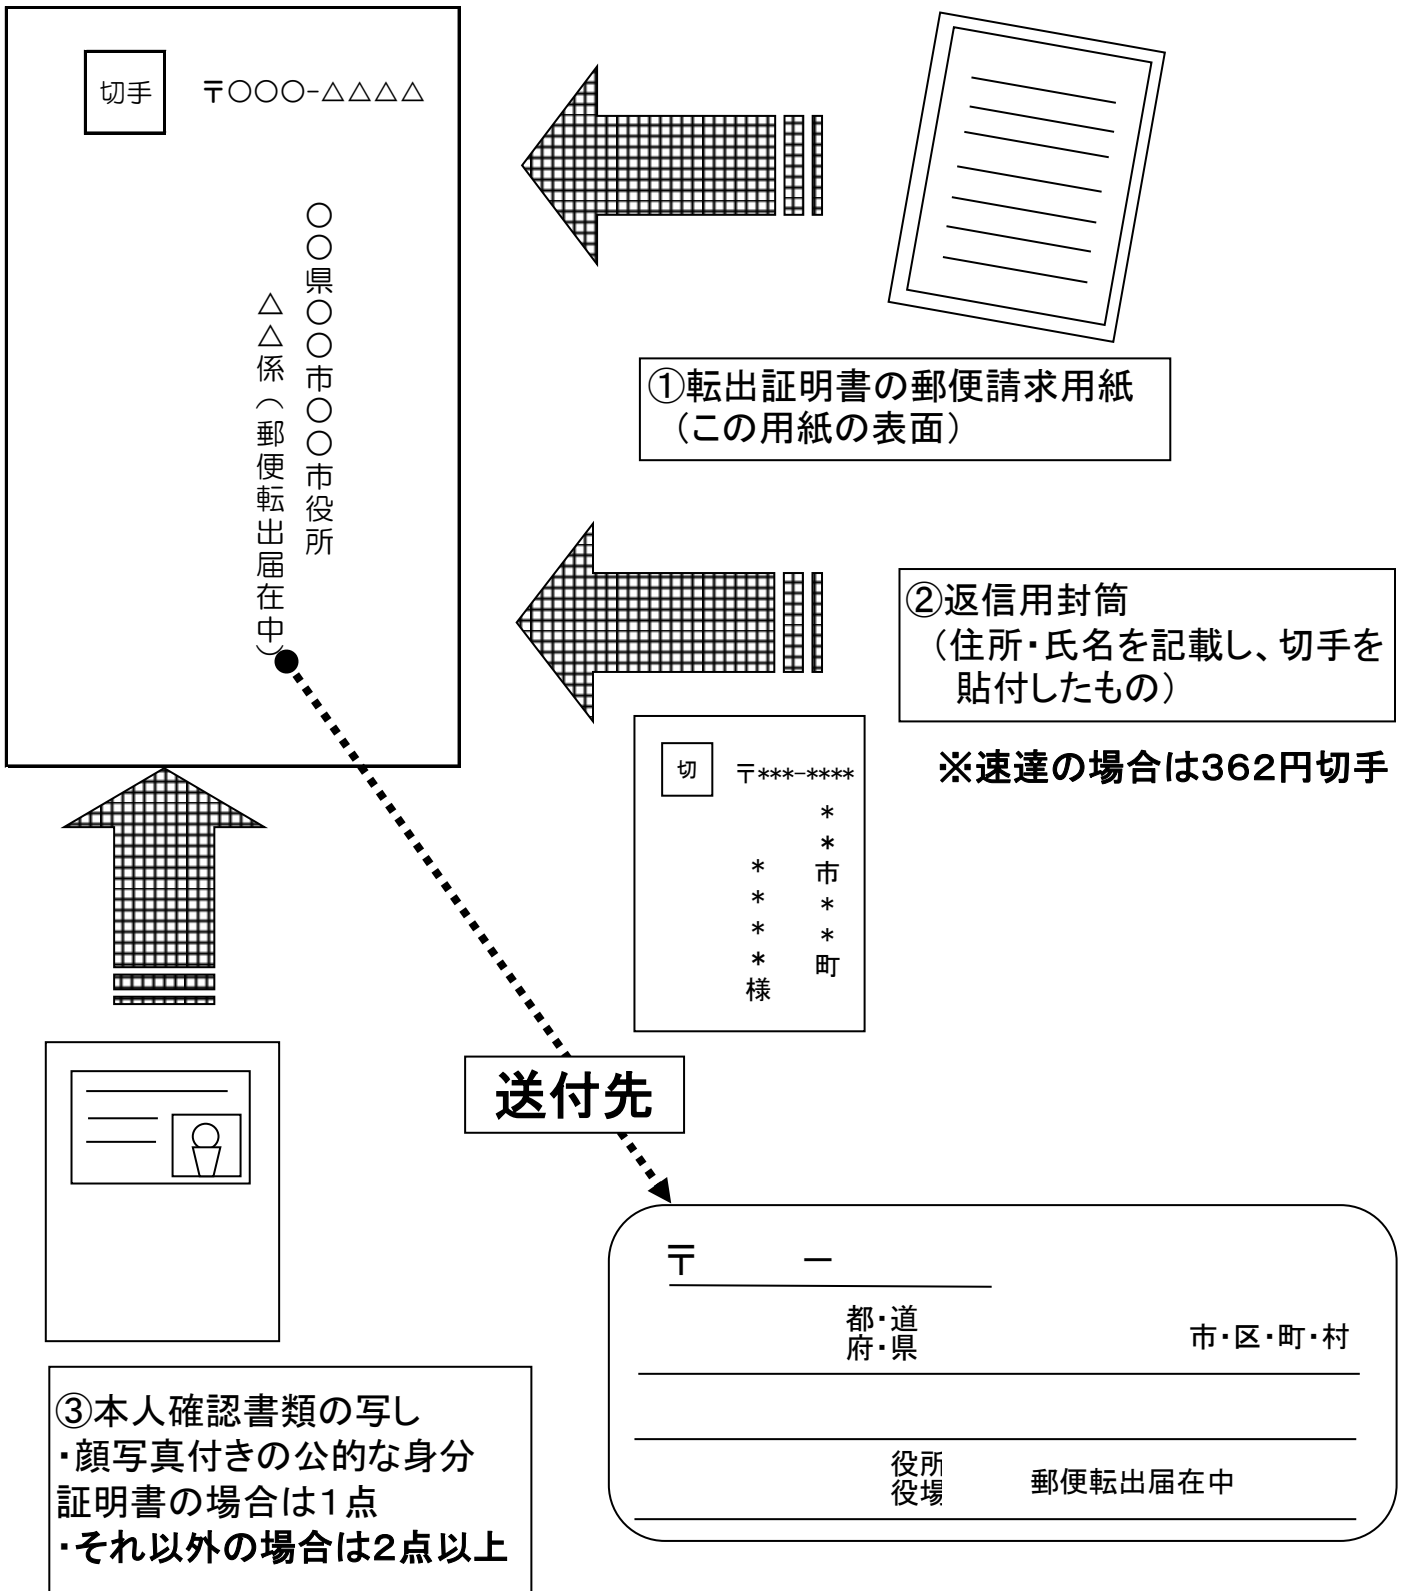 切手
〒○○○-△△△△
○○県○○市○○市役所
△△係（郵便転出届在中）
①転出証明書の郵便請求用紙
（この用紙の表面）
②返信用封筒
（住所・氏名を記載し、切手を
貼付したもの）
※速達の場合は362円切手
切
〒***-****
**市**町
****様
送付先
③本人確認書類の写し
・顔写真付きの公的な身分
証明書の場合は1点
・それ以外の場合は2点以上
〒　　　－
都・道
府・県
市・区・町・村
役所
役場
郵便転出届在中